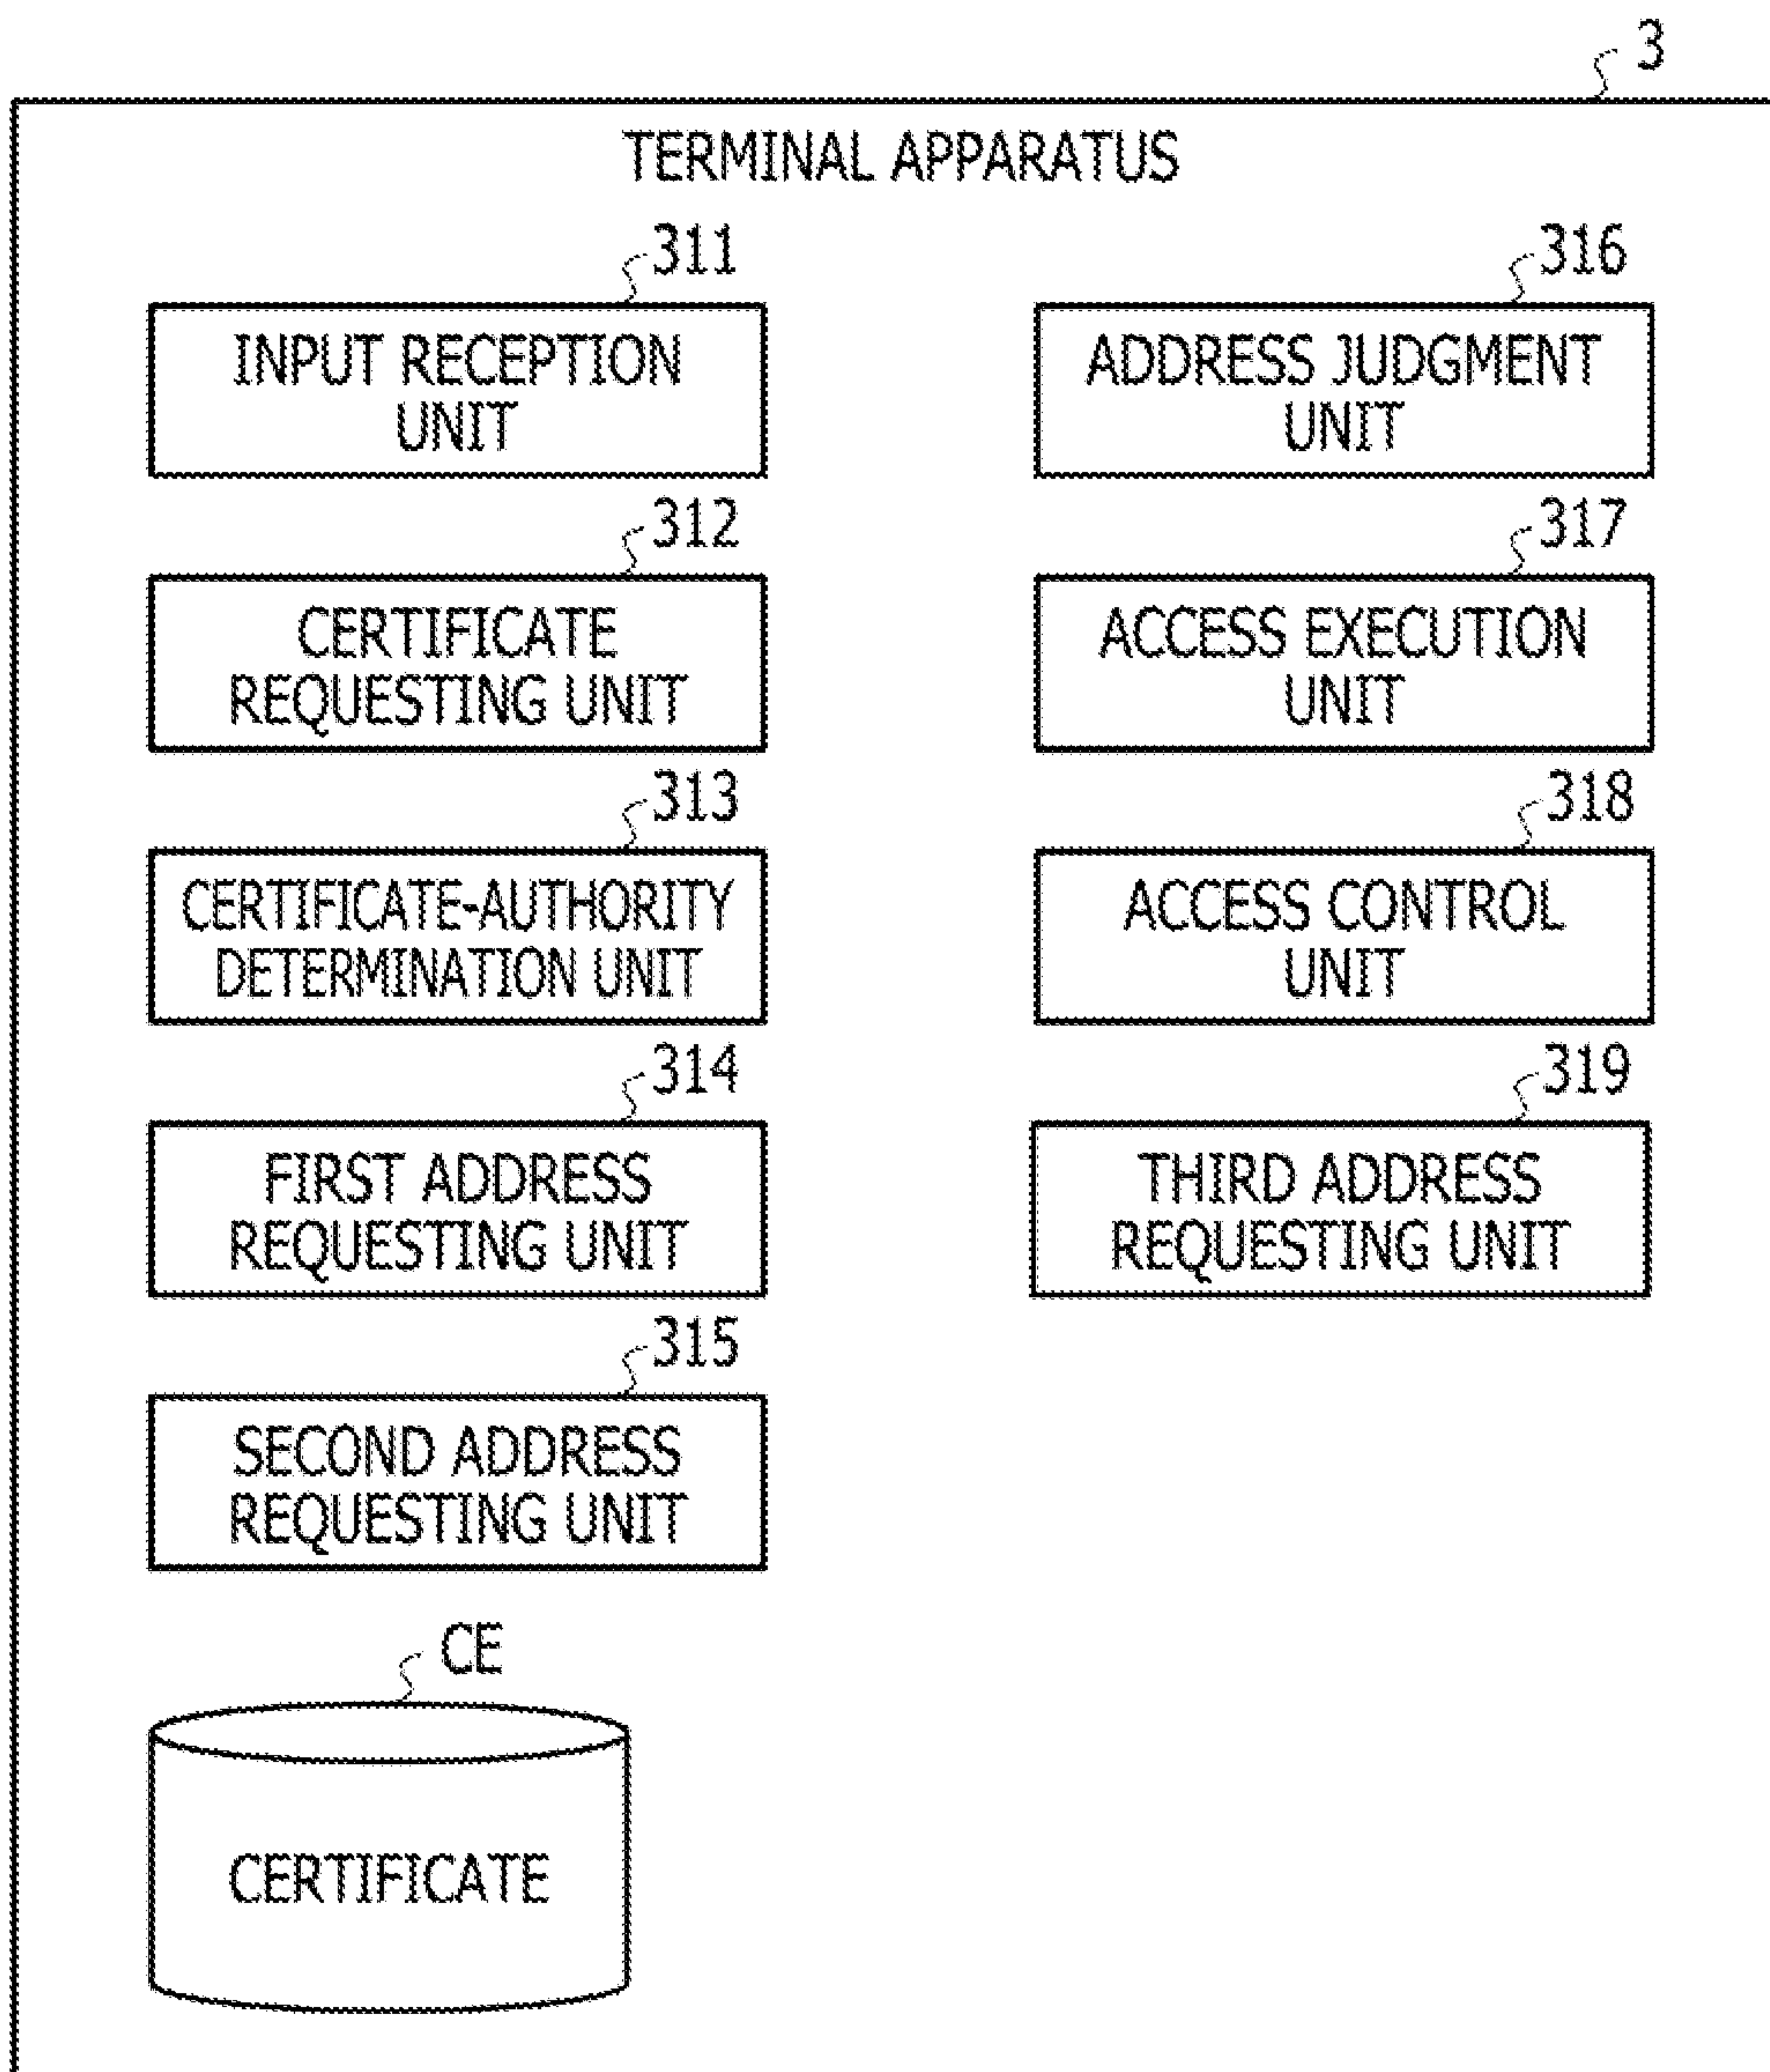 3
TERMINAL APPARATUS
311
INPUT RECEPTION
UNIT
312
CERTIFICATE
REQUESTING UNIT
313
CERTIFICATE-AUTHORITY
DETERMINATION UNIT
314
FIRST ADDRESS
REQUESTING UNIT
315
SECOND ADDRESS
REQUESTING UNIT
CE
CERTIFICATE
316
ADDRESS JUDGMENT
UNIT
317
ACCESS EXECUTION
UNIT
318
ACCESS CONTROL
UNIT
319
THIRD ADDRESS
REQUESTING UNIT